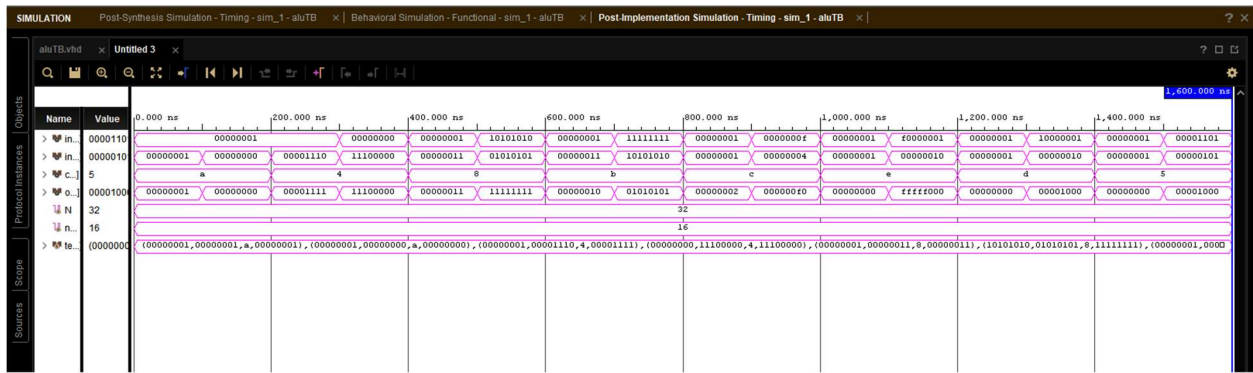 SIMULATION Post-Synthesis Simulation - Timing - sim_1 - aluTB × Behavioral Simulation - Functional - sim_1 - aluTB × Post-Implementation Simulation - Timing - sim_1 - aluTB × ? ×
aluTB.vhd × Untitled 3 × ?
Objects
Protocol Instances
Scope
Sources
1,600.000 ns
Name Value 0.000 ns 200.000 ns 400.000 ns 600.000 ns 800.000 ns 1,000.000 ns 1,200.000 ns 1,400.000 ns
> in...] 0000110 00000001 00000000 00000001 10101010 00000001 11111111 00000001 0000000f 00000001 f0000001 00000001 10000001 00000001 00001101
> in...] 0000010 00000001 00000000 00001110 11100000 00000011 01010101 00000011 10101010 00000001 00000004 00000001 00000010 00000001 00000010 00000001 00000101
> c...] 5 a 4 8 b c e d 5
> o...] 0000100 00000001 00000000 00001111 11100000 00000011 11111111 00000010 01010101 00000002 000000f0 00000000 fffff000 00000000 00001000 00000000 00001000
N 32 32
n... 16 16
> te...] (0000000 (00000001,00000001,a,00000001),(00000001,00000000,a,00000000),(00000001,00001110,4,00001111),(00000000,11100000,4,11100000),(00000001,00000011,8,00000011),(10101010,01010101,8,11111111),(00000001,000